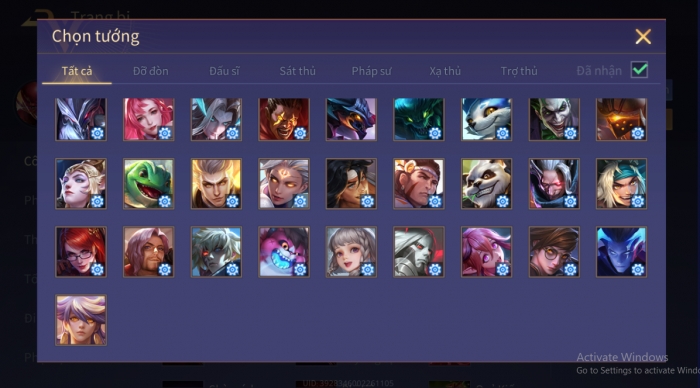 Trang bị
Chọn tướng
Tất cả Đỡ đòn Đấu sĩ Sát thủ Pháp sư Xạ thủ Trợ thủ Đã nhận
Activate Windows
Go to Settings to activate Wind